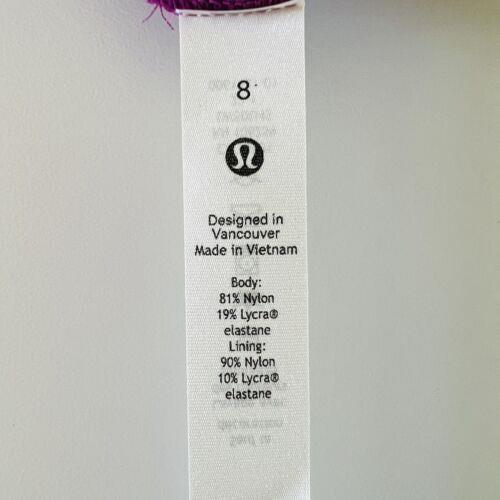 8
Designed in
Vancouver
Made in Vietnam
Body:
81% Nylon
19% Lycra®
elastane
Lining:
90% Nylon
10% Lycra®
elastane